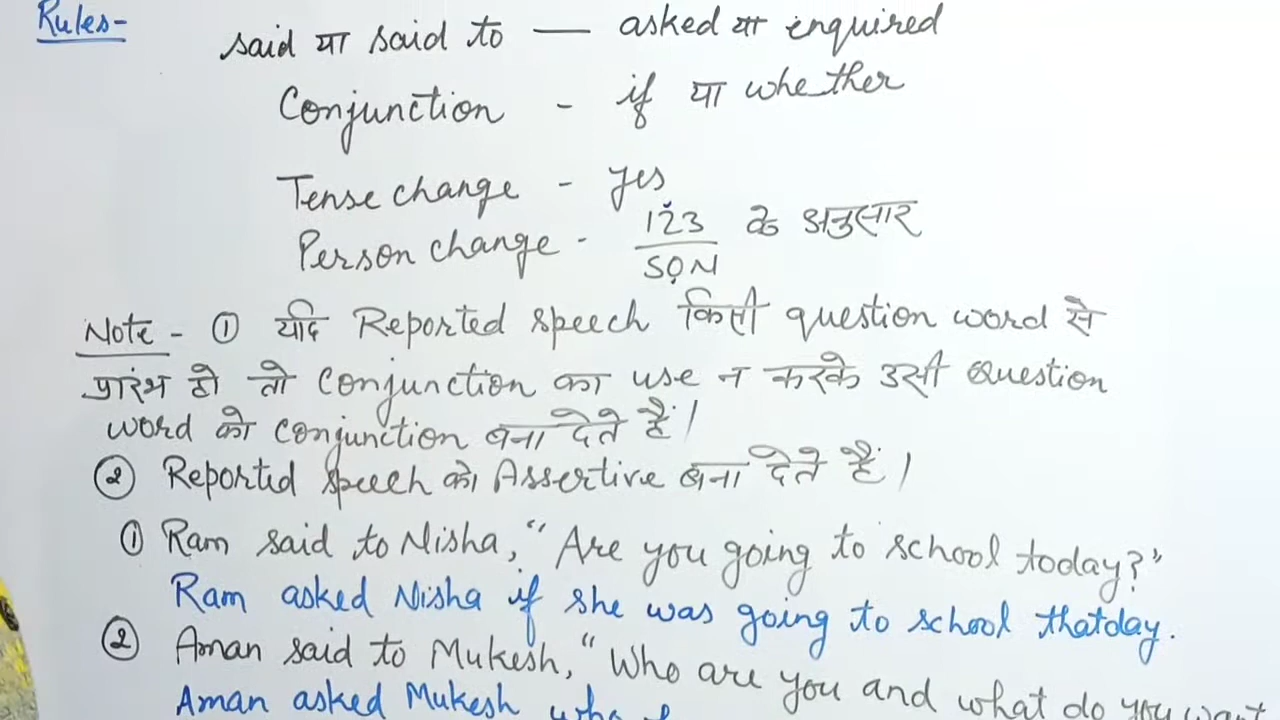 Rules-
said या said to — asked या enquired
Conjunction - if या whether
Tense change - yes
Person change - 123 के अनुसार
SON
Note - ① यदि Reported speech किसी question word से
प्रारंभ हो तो Conjunction का use न करके उसी Question
word को conjunction बना देते हैं।
② Reported speech को Assertive बना देते हैं।
① Ram said to Nisha, “Are you going to school today?”
Ram asked Nisha if she was going to school thatday.
② Aman said to Mukesh, “Who are you and what do you want
Aman asked Mukesh who